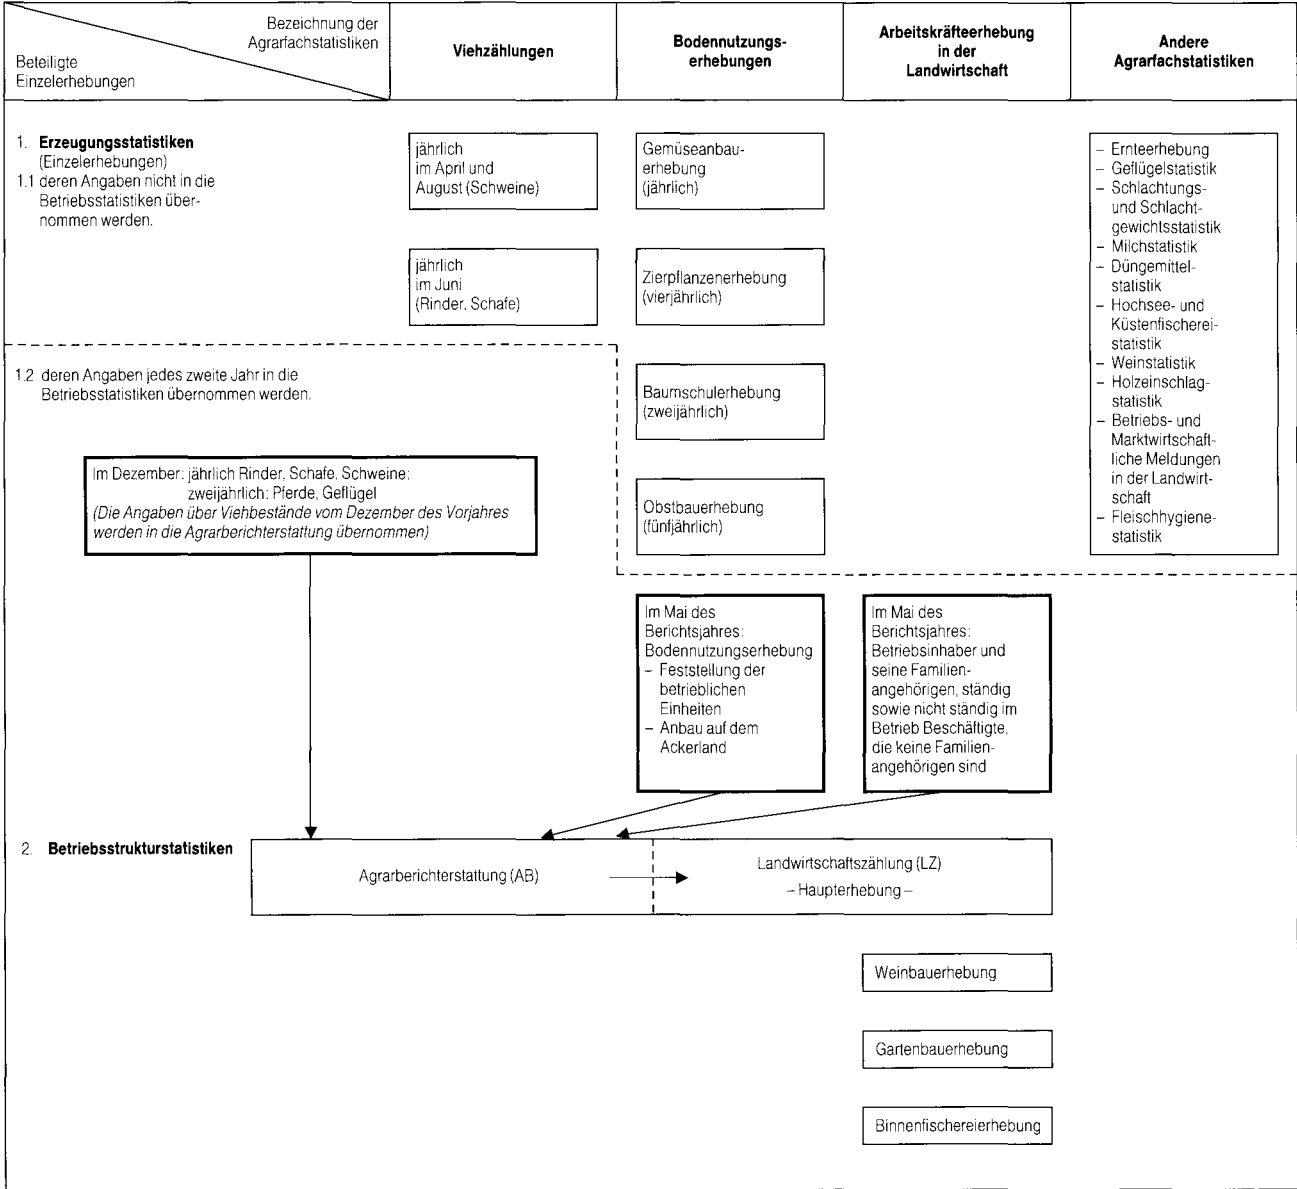 Bezeichnung der
Agrarfachstatistiken
Beteiligte
Einzelerhebungen
Viehzählungen
Bodennutzungs-
erhebungen
Arbeitskräfteerhebung
in der
Landwirtschaft
Andere
Agrarfachstatistiken
1. Erzeugungsstatistiken
(Einzelerhebungen)
1.1 deren Angaben nicht in die
Betriebsstatistiken über-
nommen werden.
jährlich
im April und
August (Schweine)
jährlich
im Juni
(Rinder, Schafe)
Gemüseanbau-
erhebung
(jährlich)
Zierpflanzenerhebung
(vierjährlich)
Baumschulerhebung
(zweijährlich)
Obstbauerhebung
(fünfjährlich)
– Ernteerhebung
– Geflügelstatistik
– Schlachtungs-
und Schlacht-
gewichtsstatistik
– Milchstatistik
– Düngemittel-
statistik
– Hochsee- und
Küstenfischerei-
statistik
– Weinstatistik
– Holzeinschlag-
statistik
– Betriebs- und
Marktwirtschaft-
liche Meldungen
in der Landwirt-
schaft
– Fleischhygiene-
statistik
1.2 deren Angaben jedes zweite Jahr in die
Betriebsstatistiken übernommen werden.
Im Dezember: jährlich Rinder, Schafe, Schweine;
zweijährlich: Pferde, Geflügel
(Die Angaben über Viehbestände vom Dezember des Vorjahres
werden in die Agrarberichterstattung übernommen)
Im Mai des
Berichtsjahres:
Bodennutzungserhebung
– Feststellung der
betrieblichen
Einheiten
– Anbau auf dem
Ackerland
Im Mai des
Berichtsjahres:
Betriebsinhaber und
seine Familien-
angehörigen, ständig
sowie nicht ständig im
Betrieb Beschäftigte,
die keine Familien-
angehörigen sind
2. Betriebsstrukturstatistiken
Agrarberichterstattung (AB)
Landwirtschaftszählung (LZ)
– Haupterhebung –
Weinbauerhebung
Gartenbauerhebung
Binnenfischereierhebung